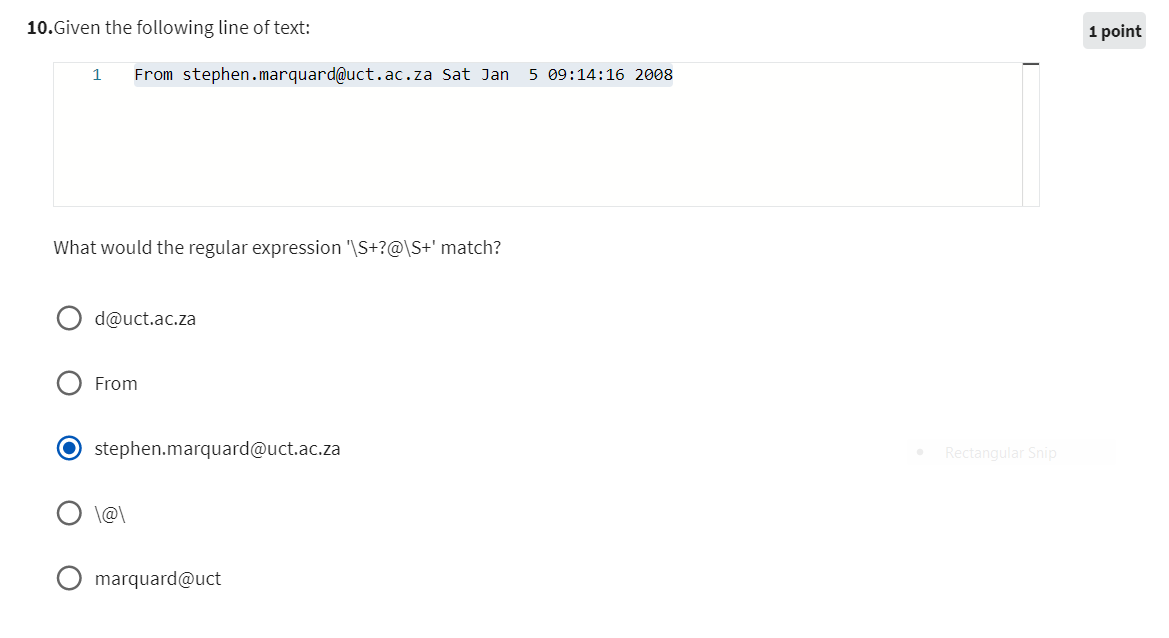 10.Given the following line of text:
1 point
1 From stephen.marquard@uct.ac.za Sat Jan  5 09:14:16 2008
What would the regular expression '\S+?@\S+' match?
d@uct.ac.za
From
stephen.marquard@uct.ac.za
• Rectangular Snip
\@\
marquard@uct